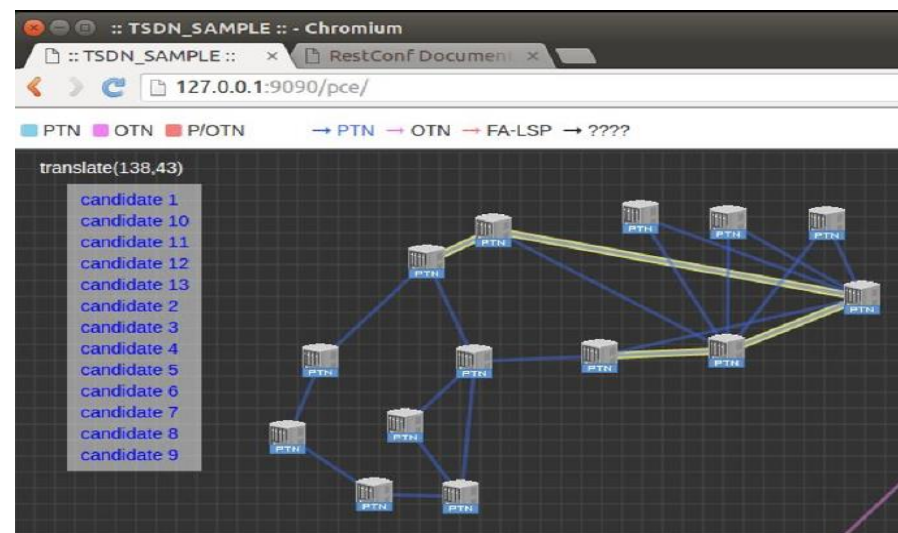 :: TSDN_SAMPLE :: - Chromium
:: TSDN_SAMPLE :: × RestConf Document ×
127.0.0.1:9090/pce/
PTN OTN P/OTN → PTN → OTN → FA-LSP → ????
translate(138,43)
candidate 1
candidate 10
candidate 11
candidate 12
candidate 13
candidate 2
candidate 3
candidate 4
candidate 5
candidate 6
candidate 7
candidate 8
candidate 9
PTN
PTN
PTN
PTN
PTN
PTN
PTN
PTN
PTN
PTN
PTN
PTN
PTN
PTN